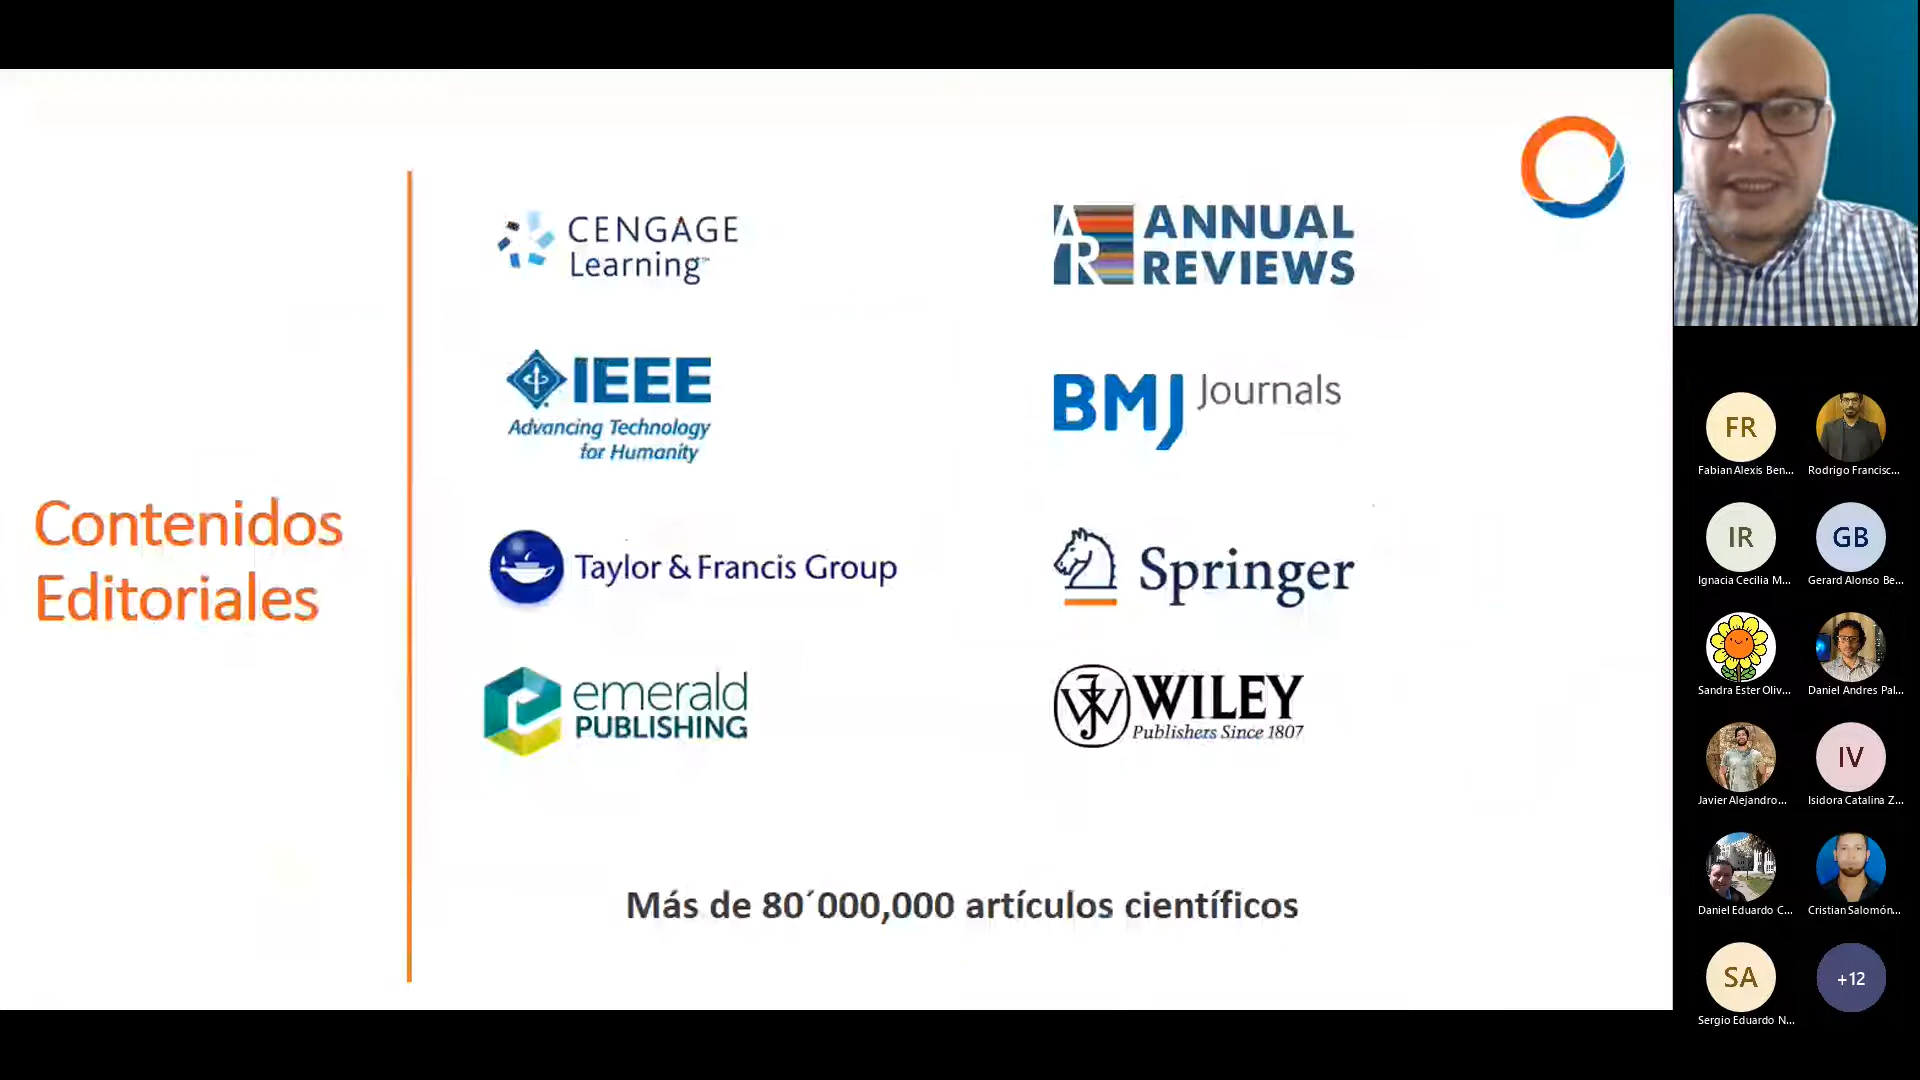 Contenidos
Editoriales
CENGAGE
Learning™
ANNUAL
REVIEWS
AR
IEEE
Advancing Technology
for Humanity
BMJ Journals
Taylor & Francis Group
Springer
emerald
PUBLISHING
WILEY
Publishers Since 1807
Más de 80´000,000 artículos científicos
FR
Fabian Alexis Ben...
Rodrigo Francisc...
IR
Ignacia Cecilia M...
GB
Gerard Alonso Be...
Sandra Ester Oliv...
Daniel Andres Pal...
Javier Alejandro...
IV
Isidora Catalina Z...
Daniel Eduardo C...
Cristian Salomón...
SA
Sergio Eduardo N...
+12